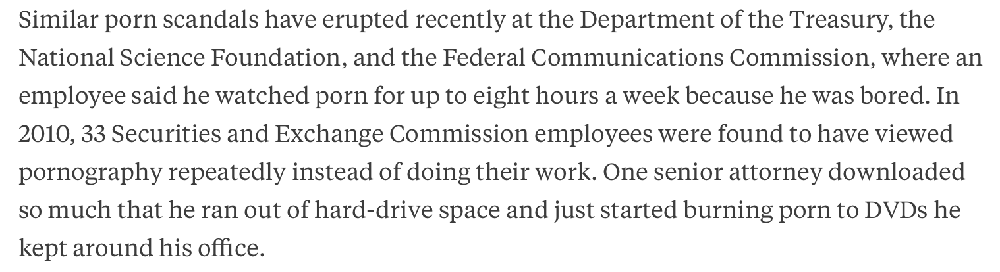 Similar porn scandals have erupted recently at the Department of the Treasury, the
National Science Foundation, and the Federal Communications Commission, where an
employee said he watched porn for up to eight hours a week because he was bored. In
2010, 33 Securities and Exchange Commission employees were found to have viewed
pornography repeatedly instead of doing their work. One senior attorney downloaded
so much that he ran out of hard-drive space and just started burning porn to DVDs he
kept around his office.